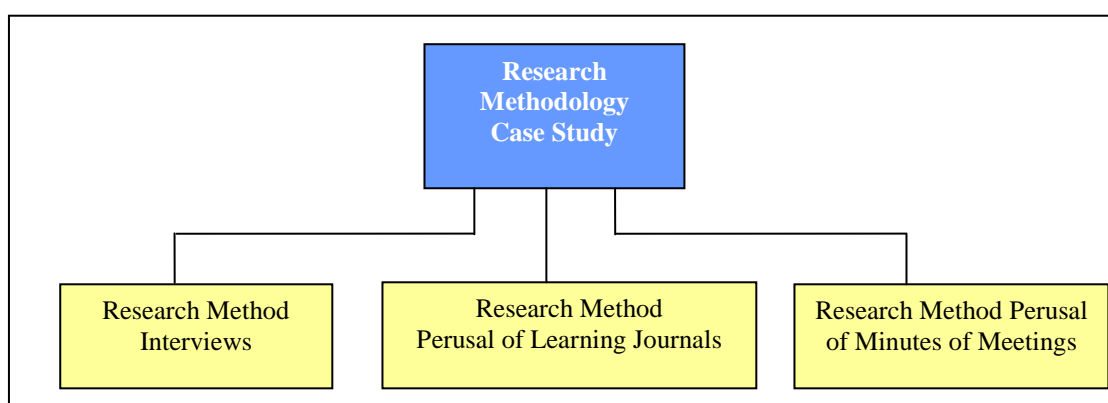 Research
Methodology
Case Study
Research Method
Interviews
Research Method
Perusal of Learning Journals
Research Method Perusal
of Minutes of Meetings